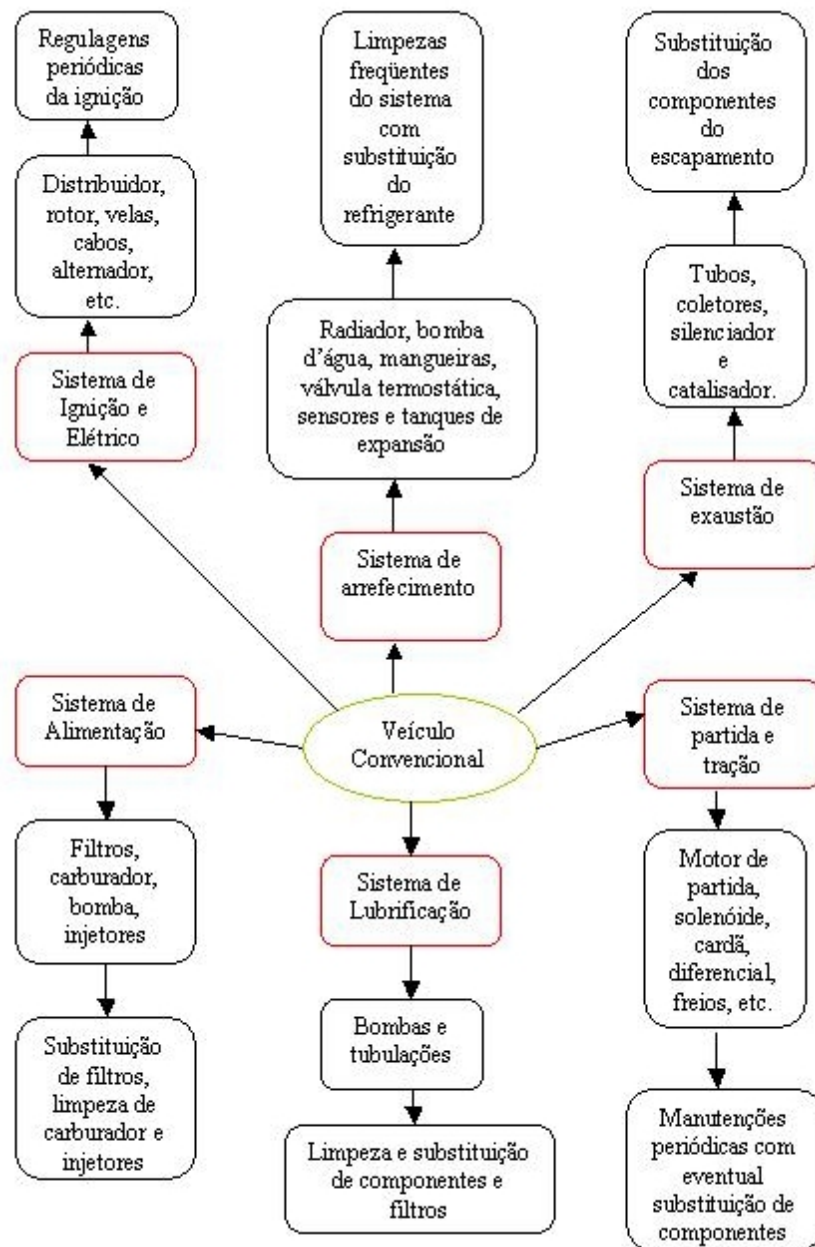 Regulagens
periódicas
da ignição
Limpezas
freqüentes
do sistema
com
substituição
do
refrigerante
Substituição
dos
componentes
do
escapamento
Distribuidor,
rotor, velas,
cabos,
alternador,
etc.
Radiador, bomba
d’água, mangueiras,
válvula termostática,
sensores e tanques de
expansão
Tubos,
coletores,
silenciador
e
catalisador.
Sistema de
Ignição e
Elétrico
Sistema de
arrefecimento
Sistema de
exaustão
Sistema de
Alimentação
Veículo
Convencional
Sistema de
partida e
tração
Filtros,
carburador,
bomba,
injetores
Sistema de
Lubrificação
Motor de
partida,
solenóide,
cardã,
diferencial,
freios, etc.
Substituição
de filtros,
limpeza de
carburador e
injetores
Bombas e
tubulações
Limpeza e substituição
de componentes e
filtros
Manutenções
periódicas com
eventual
substituição de
componentes